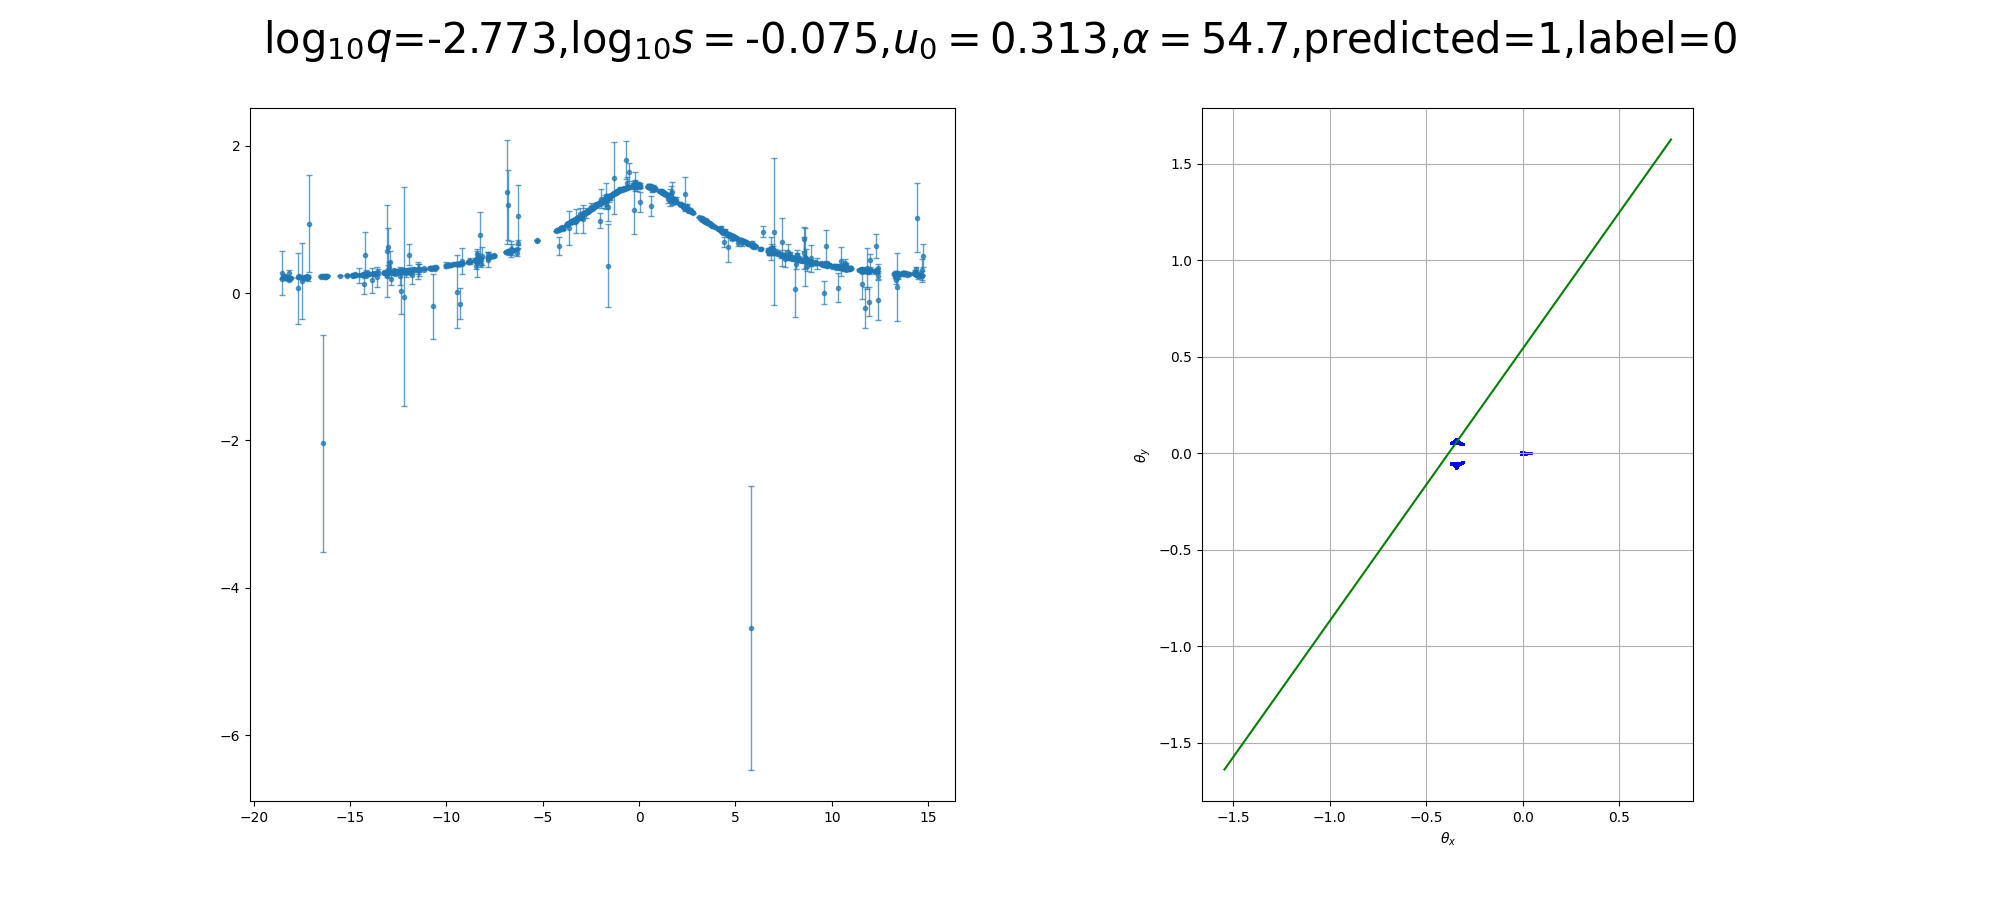 log₁₀q=-2.773,log₁₀s = -0.075,u₀ = 0.313,α = 54.7,predicted=1,label=0
2
0
−2
−4
−6
−20 −15 −10 −5 0 5 10 15
1.5
1.0
0.5
0.0
−0.5
−1.0
−1.5
θy
−1.5 −1.0 −0.5 0.0 0.5
θx